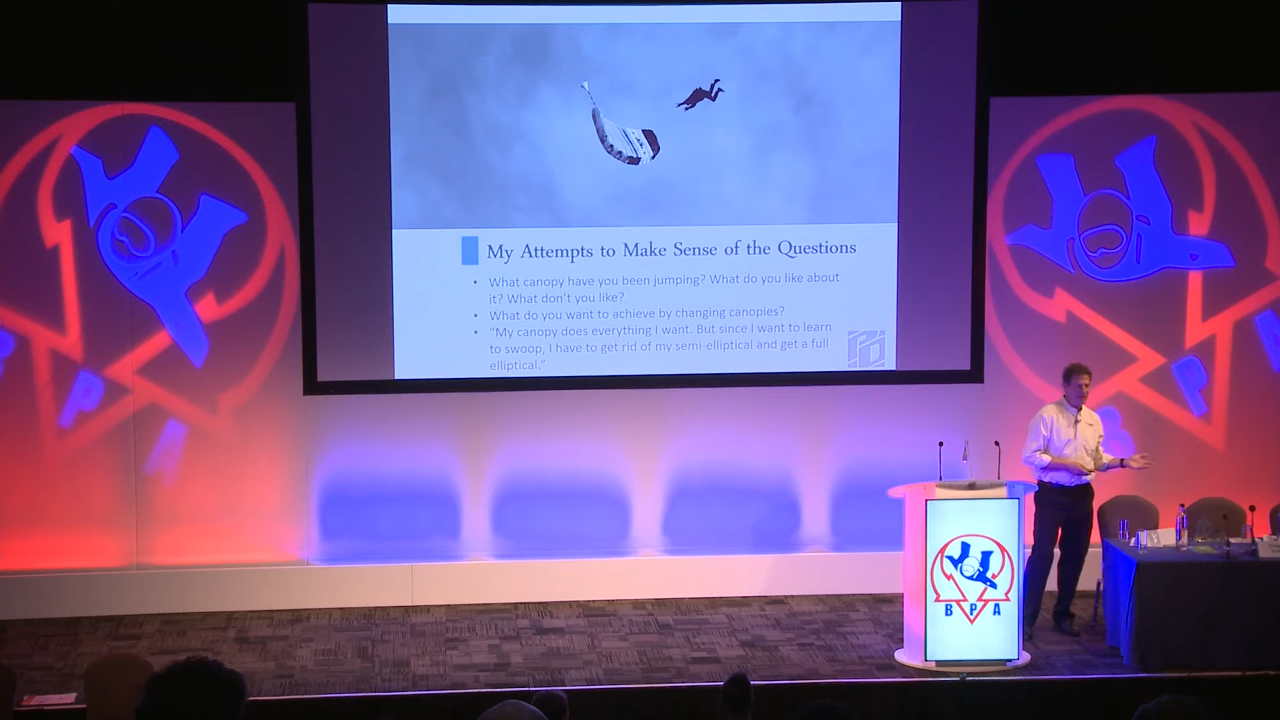 My Attempts to Make Sense of the Questions
• What canopy have you been jumping? What do you like about
it? What don't you like?
• What do you want to achieve by changing canopies?
• "My canopy does everything I want. But since I want to learn
to swoop, I have to get rid of my semi-elliptical and get a full
elliptical."
PD
P
P
A
P
B P A